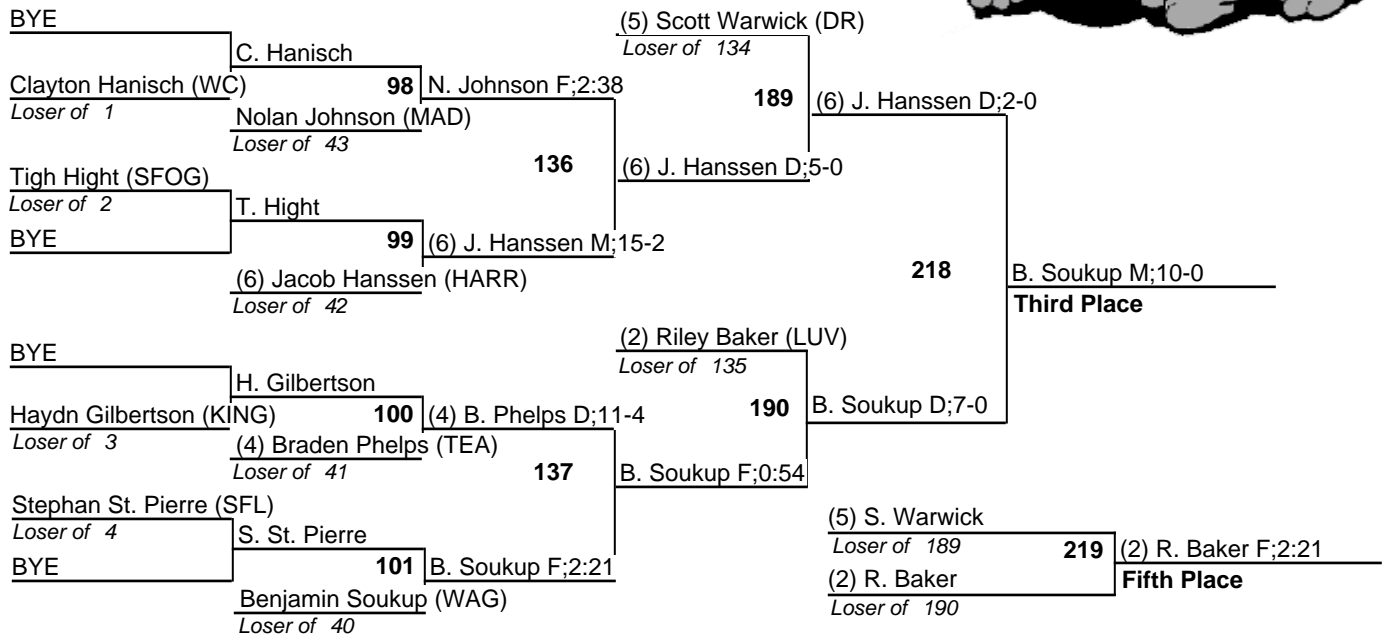 BYE
(5) Scott Warwick (DR)
Loser of 134
C. Hanisch
Clayton Hanisch (WC)
98
N. Johnson F;2:38
189
(6) J. Hanssen D;2-0
Loser of 1
Nolan Johnson (MAD)
Loser of 43
136
(6) J. Hanssen D;5-0
Tigh Hight (SFOG)
Loser of 2
T. Hight
BYE
99
(6) J. Hanssen M;15-2
218
B. Soukup M;10-0
(6) Jacob Hanssen (HARR)
Loser of 42
Third Place
(2) Riley Baker (LUV)
Loser of 135
BYE
H. Gilbertson
Haydn Gilbertson (KING)
100
(4) B. Phelps D;11-4
190
B. Soukup D;7-0
Loser of 3
(4) Braden Phelps (TEA)
Loser of 41
137
B. Soukup F;0:54
Stephan St. Pierre (SFL)
Loser of 4
S. St. Pierre
(5) S. Warwick
Loser of 189
BYE
101
B. Soukup F;2:21
219
(2) R. Baker F;2:21
(2) R. Baker
Fifth Place
Benjamin Soukup (WAG)
Loser of 40
Loser of 190